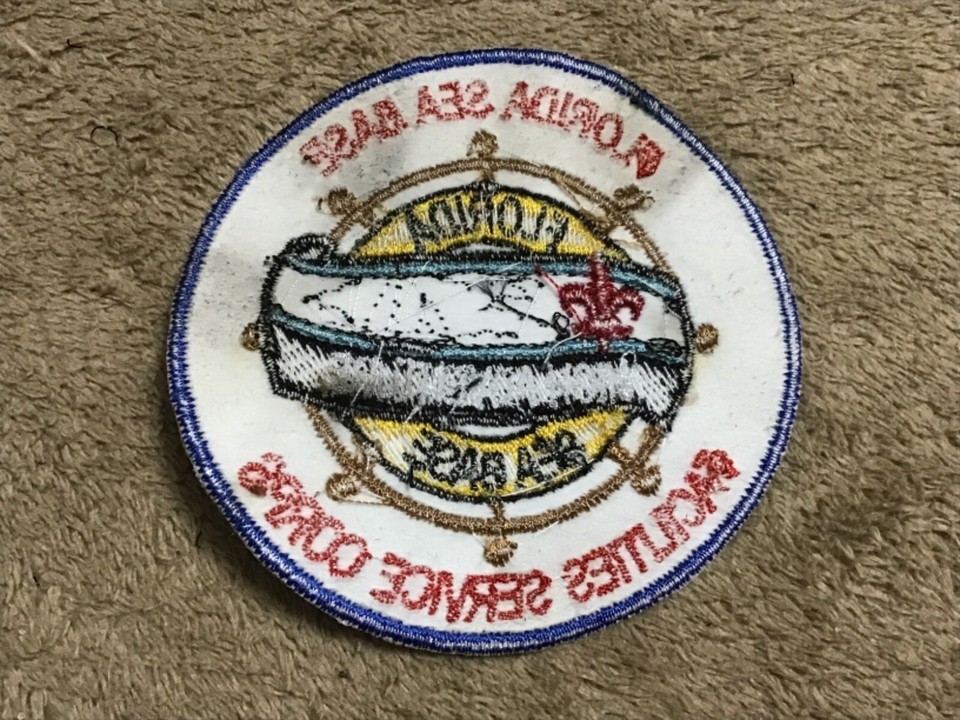 FLORIDA SEA BASE
FLORIDA
SEA BASE
FACILITIES SERVICE CORPS